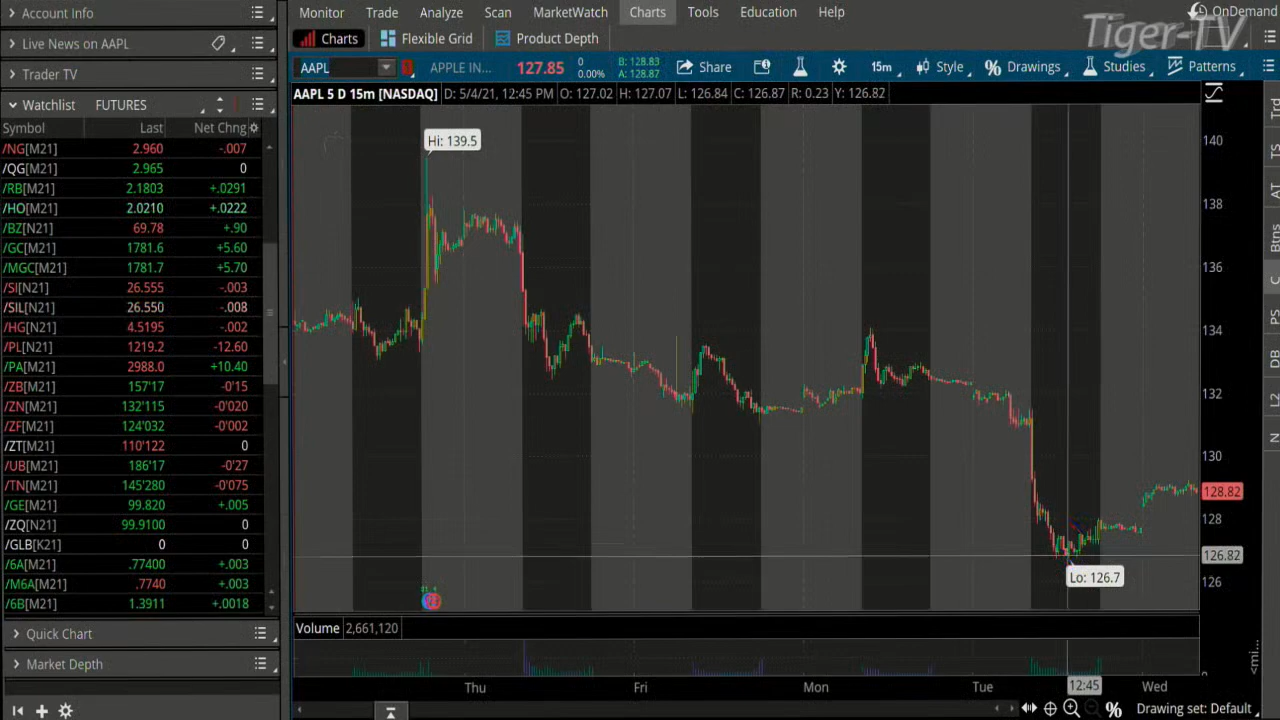 Account Info
Live News on AAPL
Trader TV
Watchlist FUTURES
Symbol Last Net Chng
/NG[M21] 2.960 -.007
/QG[M21] 2.965 0
/RB[M21] 2.1803 +.0291
/HO[M21] 2.0210 +.0222
/BZ[N21] 69.78 +.90
/GC[M21] 1781.6 +5.60
/MGC[M21] 1781.7 +5.70
/SI[N21] 26.555 -.003
/SIL[N21] 26.550 -.008
/HG[N21] 4.5195 -.002
/PL[N21] 1219.2 -12.60
/PA[M21] 2988.0 +10.40
/ZB[M21] 157'17 -0'15
/ZN[M21] 132'115 -0'020
/ZF[M21] 124'032 -0'002
/ZT[M21] 110'122 0
/UB[M21] 186'17 -0'27
/TN[M21] 145'280 -0'075
/GE[M21] 99.820 +.005
/ZQ[N21] 99.9100 0
/GLB[K21] 0 0
/6A[M21] .77400 +.003
/M6A[M21] .7740 +.003
/6B[M21] 1.3911 +.0018
Quick Chart
Market Depth
Monitor Trade Analyze Scan MarketWatch Charts Tools Education Help
OnDemand
Tiger-TV
Charts Flexible Grid Product Depth
AAPL APPLE IN... 127.85 0 0.00% B: 128.83 A: 128.87 Share 15m Style % Drawings Studies Patterns
AAPL 5 D 15m [NASDAQ] D: 5/4/21, 12:45 PM O: 127.02 H: 127.07 L: 126.84 C: 126.87 R: 0.23 Y: 126.82
Hi: 139.5
Lo: 126.7
140
138
136
134
132
130
128.82
128
126.82
126
Volume 2,661,120
0
Thu Fri Mon Tue 12:45 Wed
% Drawing set: Default
Trd
TS
AT
Btns
C
PS
DB
L2
N
<mi...